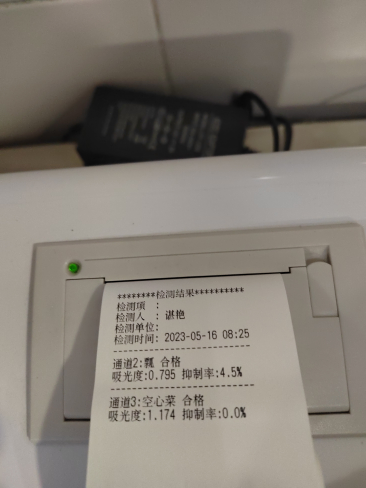 ********检测结果**********
检测项  :
检测人  : 谌艳
检测单位:
检测时间: 2023-05-16 08:25
--------------------------
通道2:瓢 合格
吸光度:0.795 抑制率:4.5%
--------------------------
通道3:空心菜 合格
吸光度:1.174 抑制率:0.0%